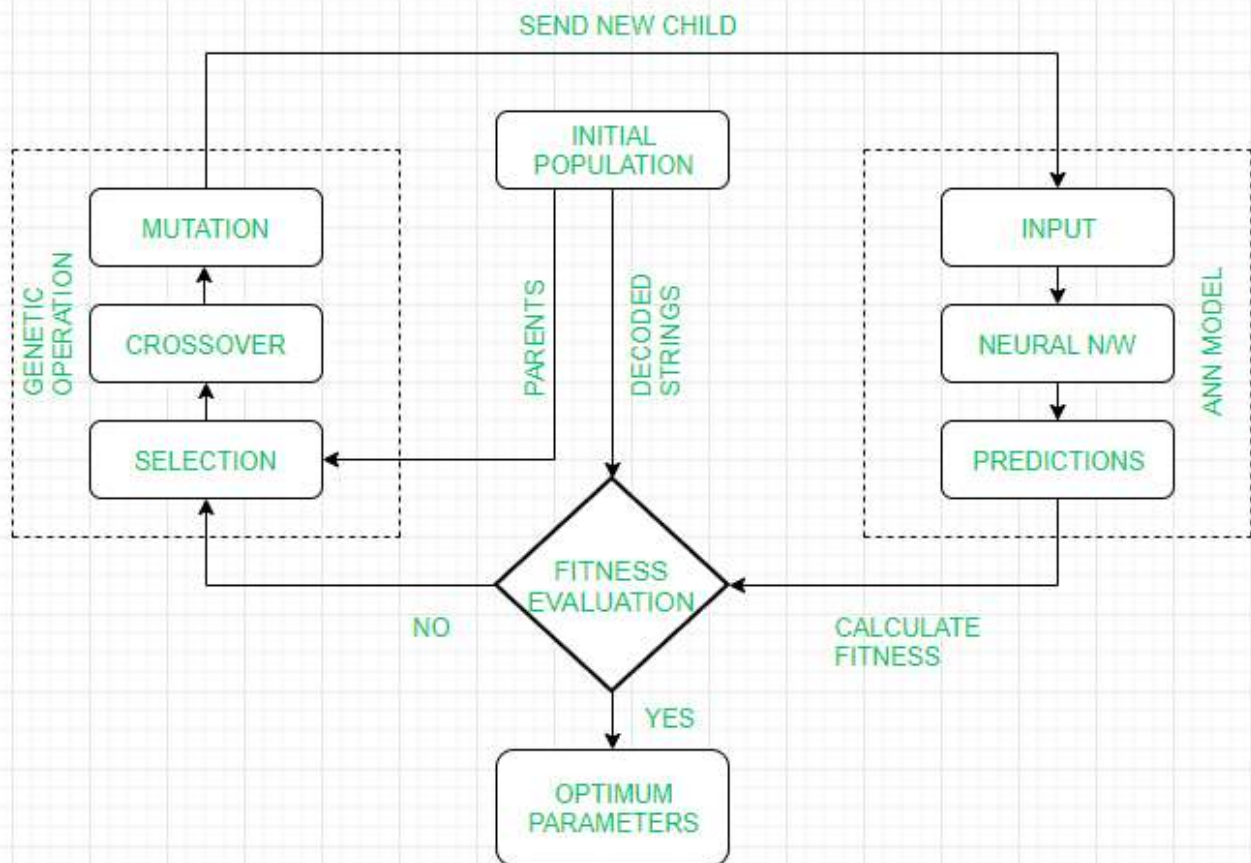 SEND NEW CHILD
INITIAL
POPULATION
MUTATION
INPUT
GENETIC
OPERATION
PARENTS
DECODED
STRINGS
ANN MODEL
CROSSOVER
NEURAL N/W
SELECTION
PREDICTIONS
FITNESS
EVALUATION
NO
CALCULATE
FITNESS
YES
OPTIMUM
PARAMETERS